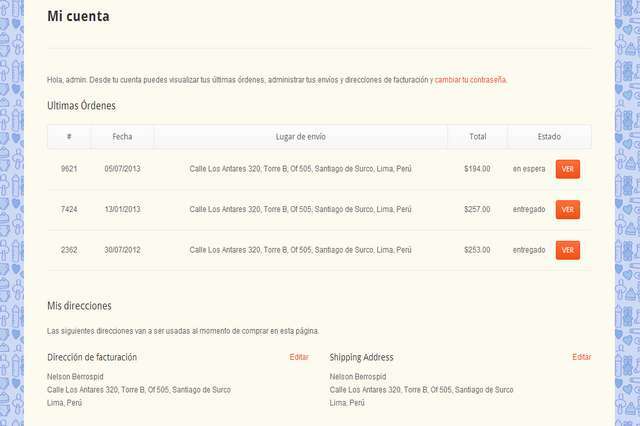 Mi cuenta
Hola, admin. Desde tu cuenta puedes visualizar tus últimas órdenes, administrar tus envíos y direcciones de facturación y cambiar tu contraseña.
Ultimas Órdenes
# Fecha Lugar de envío Total Estado
9621 05/07/2013 Calle Los Antares 320, Torre B, Of 505, Santiago de Surco, Lima, Perú $194.00 en espera VER
7424 13/01/2013 Calle Los Antares 320, Torre B, Of 505, Santiago de Surco, Lima, Perú $257.00 entregado VER
2362 30/07/2012 Calle Los Antares 320, Torre B, Of 505, Santiago de Surco, Lima, Perú $253.00 entregado VER
Mis direcciones
Las siguientes direcciones van a ser usadas al momento de comprar en esta página.
Dirección de facturación Editar Shipping Address Editar
Nelson Berrospid Nelson Berrospid
Calle Los Antares 320, Torre B, Of 505, Santiago de Surco Calle Los Antares 320, Torre B, Of 505, Santiago de Surco
Lima, Perú Lima, Perú